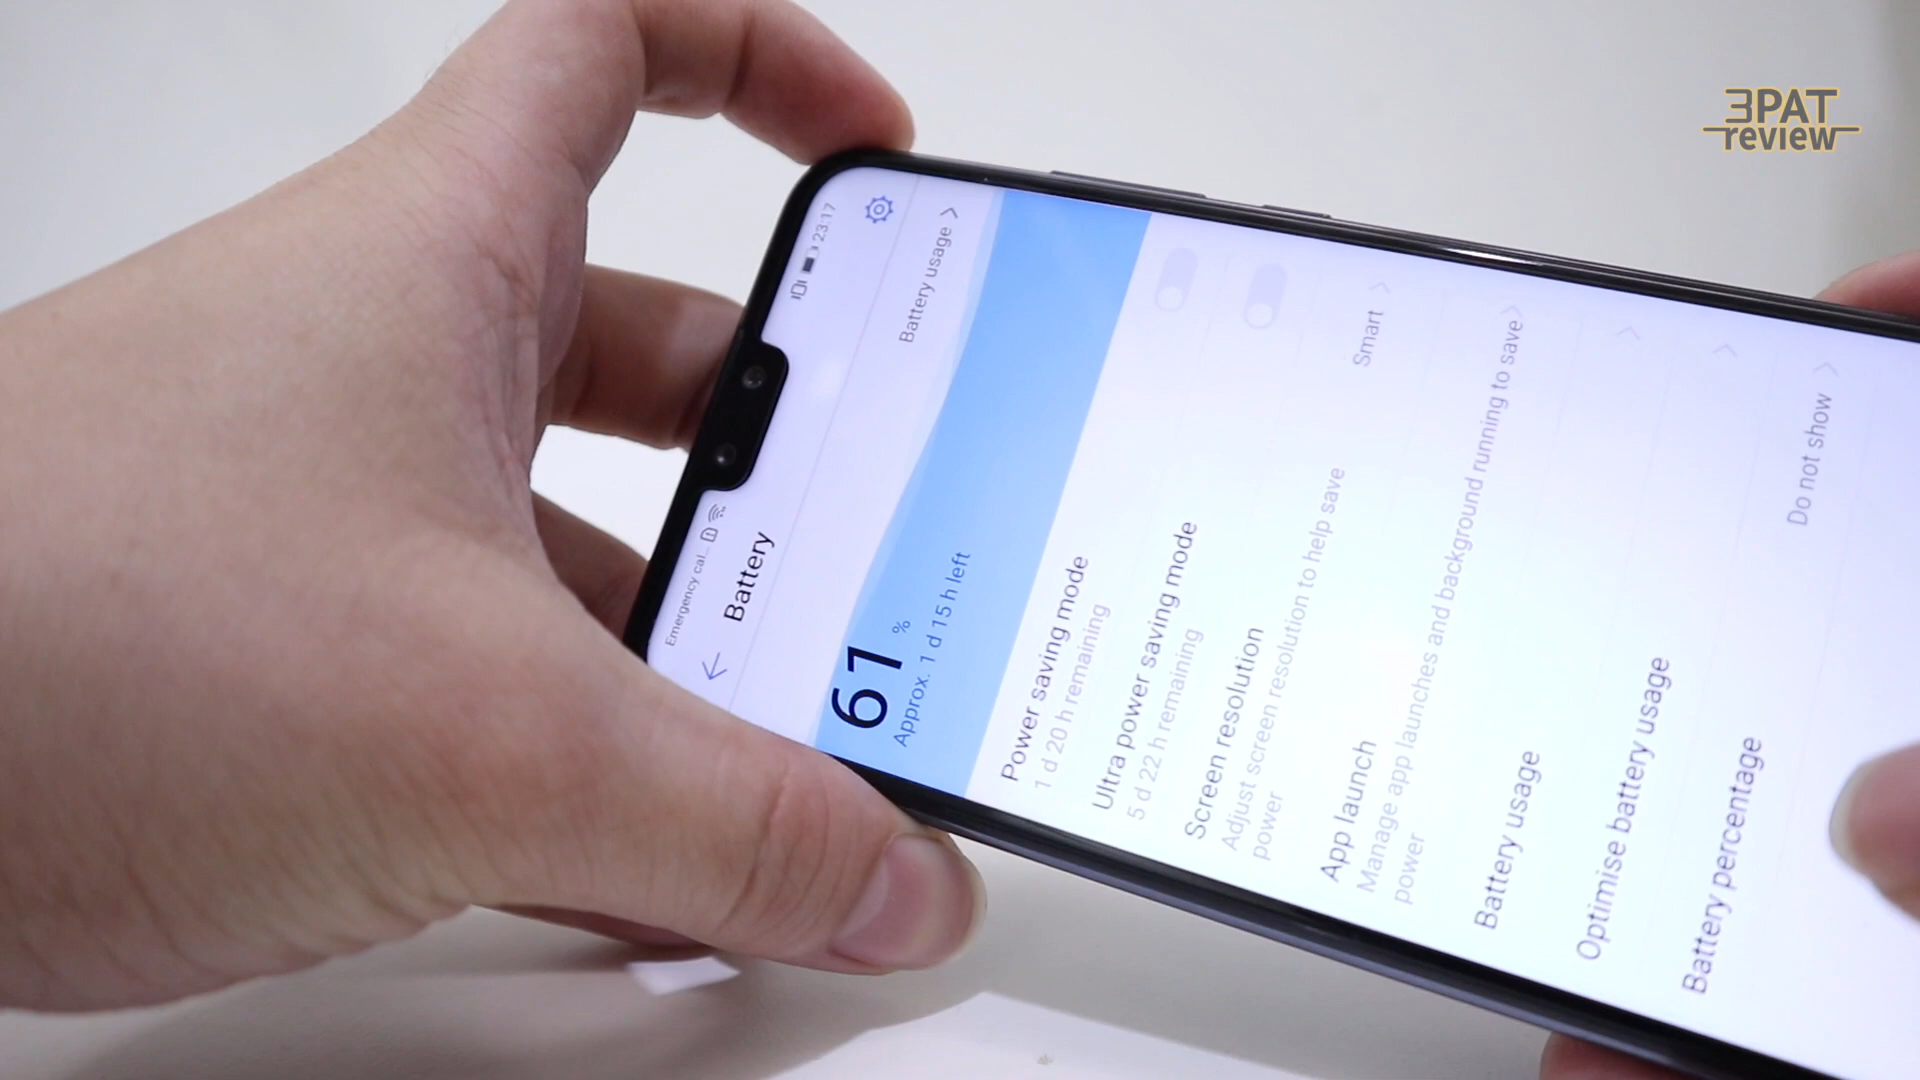 3PAT
review
Emergency cal...
23:17
Battery
Battery usage
61 %
Approx. 1 d 15 h left
Power saving mode
1 d 20 h remaining
Ultra power saving mode
5 d 22 h remaining
Screen resolution
Adjust screen resolution to help save
power
App launch
Smart
Manage app launches and background running to save
power
Battery usage
Optimise battery usage
Battery percentage
Do not show